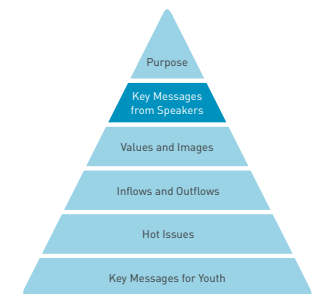 Purpose
Key Messages
from Speakers
Values and Images
Inflows and Outflows
Hot Issues
Key Messages for Youth